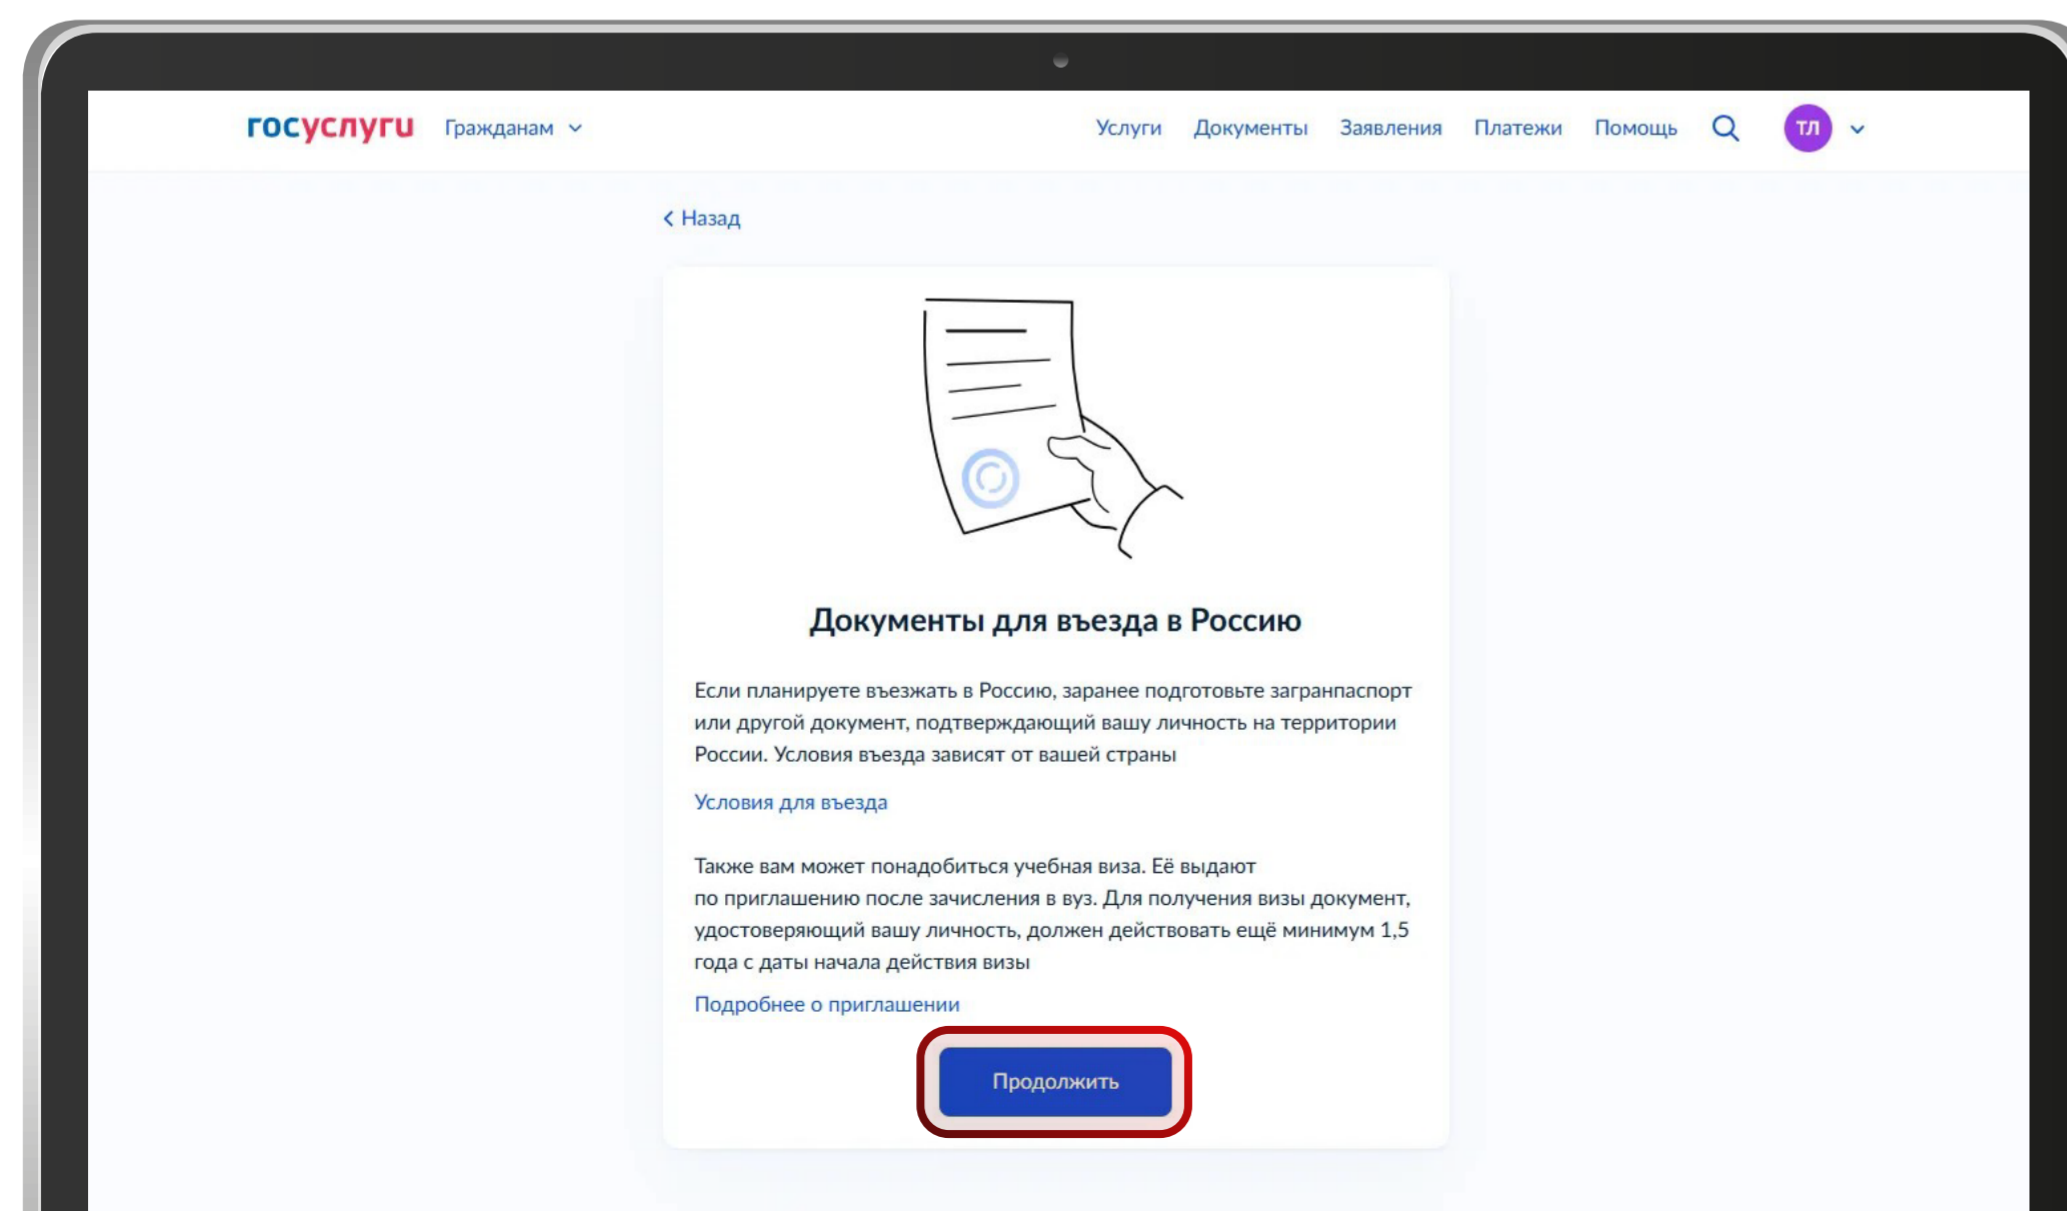 госуслуги Гражданам Услуги Документы Заявления Платежи Помощь ТЛ
Назад
Документы для въезда в Россию
Если планируете въезжать в Россию, заранее подготовьте загранпаспорт
или другой документ, подтверждающий вашу личность на территории
России. Условия въезда зависят от вашей страны
Условия для въезда
Также вам может понадобиться учебная виза. Её выдают
по приглашению после зачисления в вуз. Для получения визы документ,
удостоверяющий вашу личность, должен действовать ещё минимум 1,5
года с даты начала действия визы
Подробнее о приглашении
Продолжить